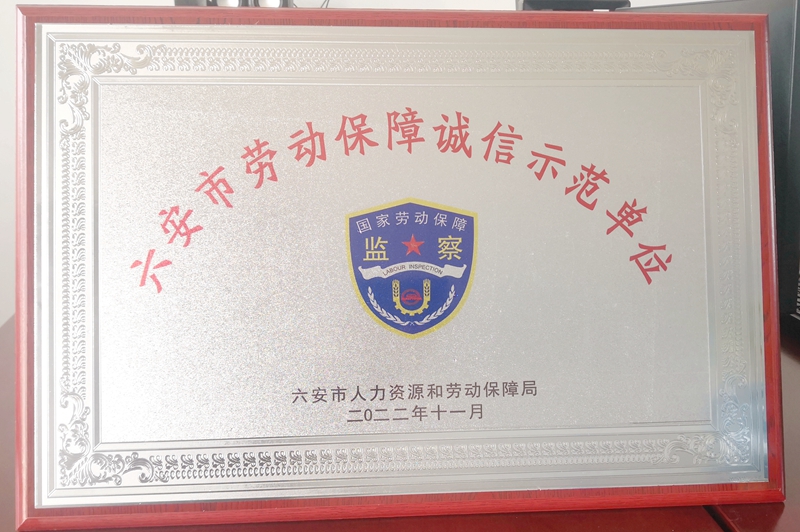 六安市劳动保障诚信示范单位
国家劳动保障
监察
LABOUR INSPECTION
六安市人力资源和劳动保障局
二0二二年十一月